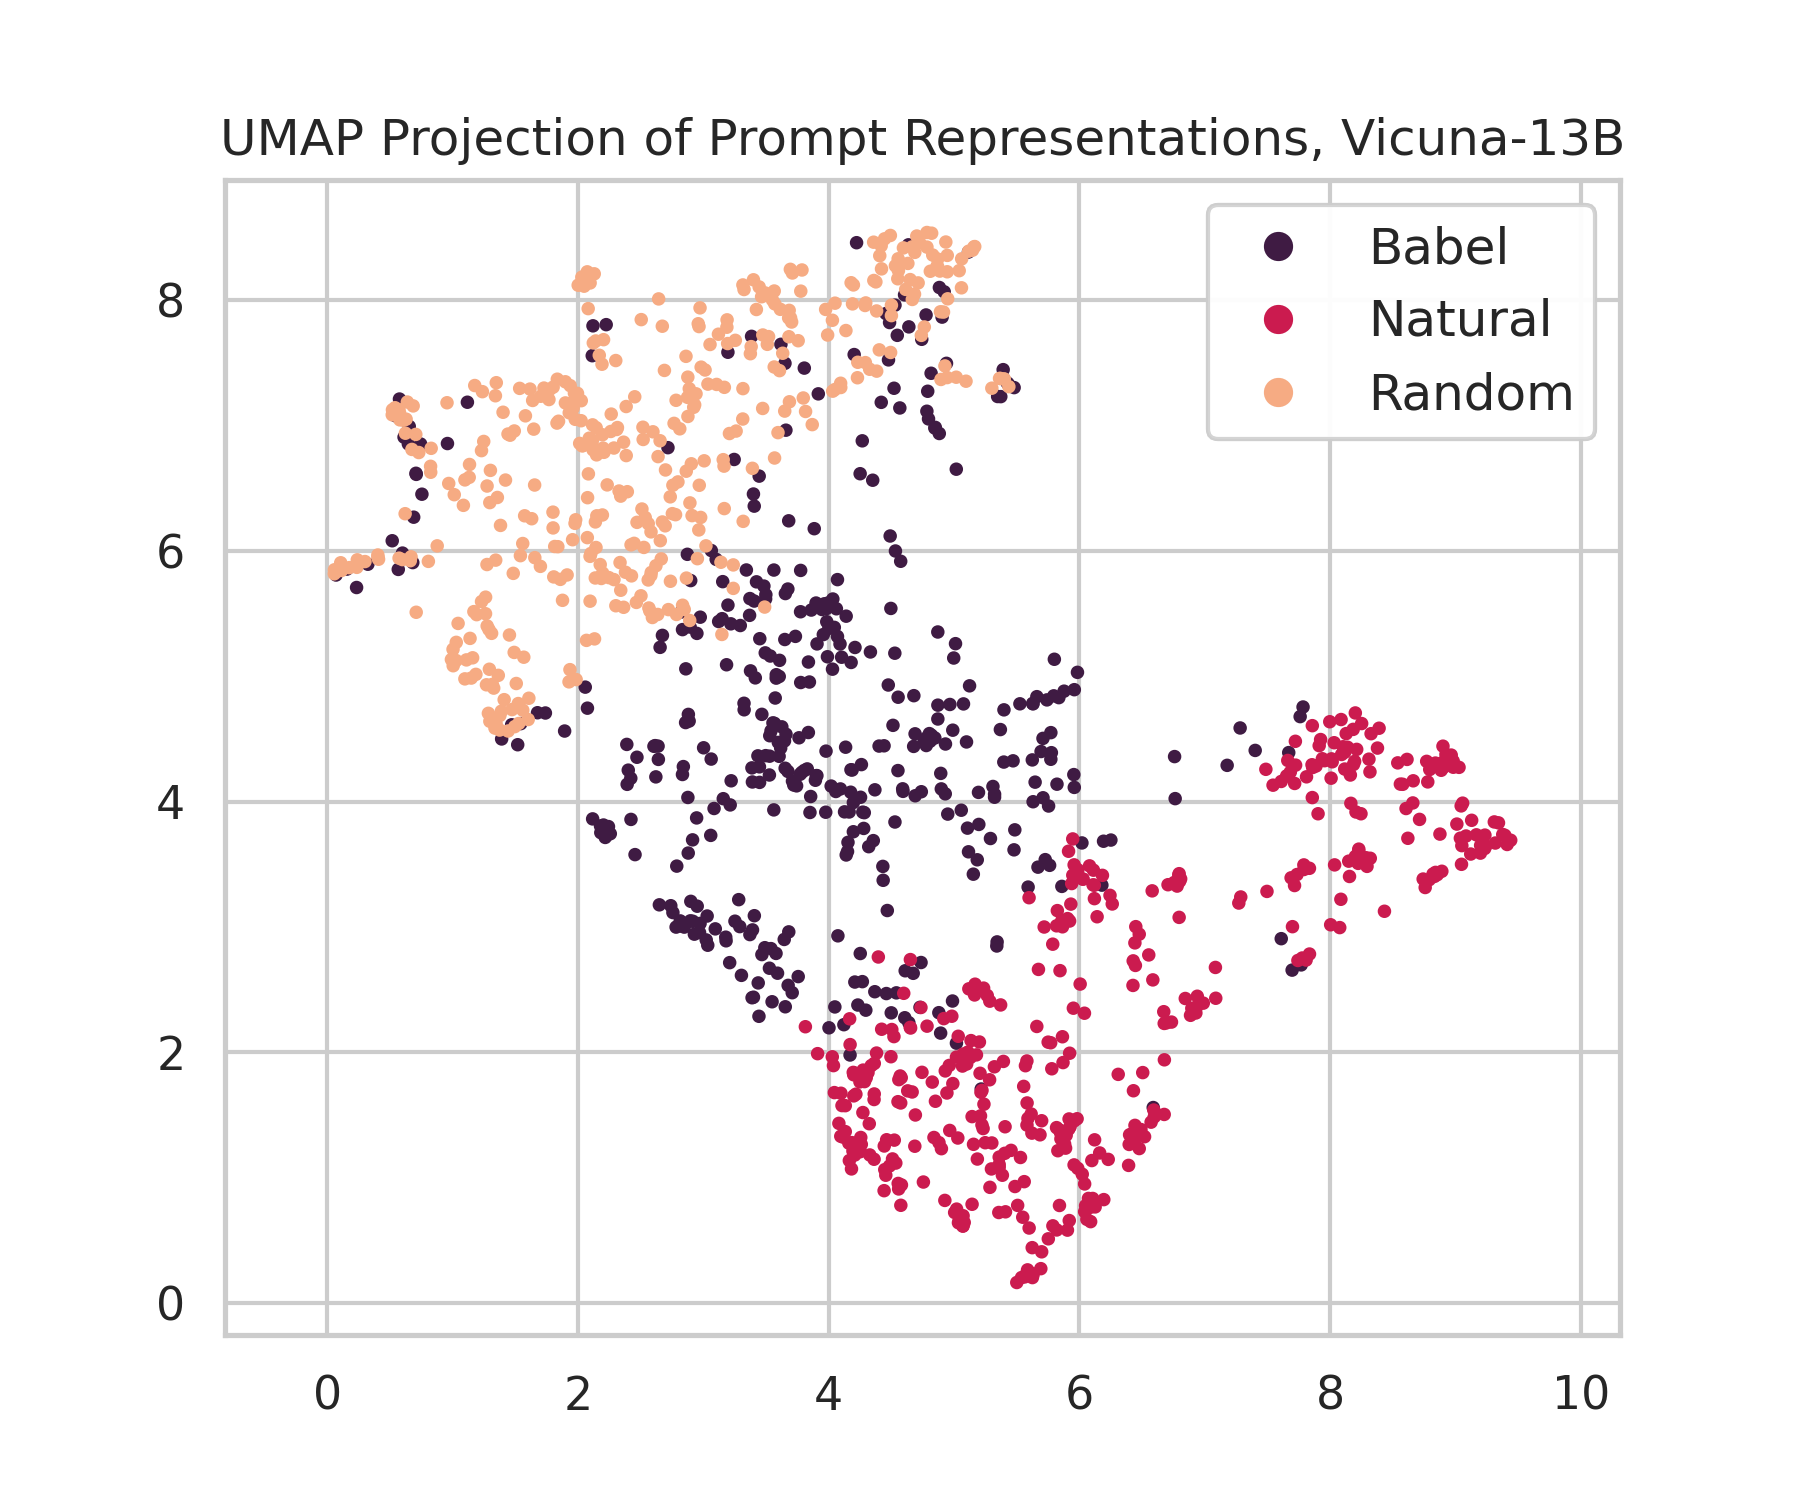 UMAP Projection of Prompt Representations, Vicuna-13B
Babel
Natural
Random
8
6
4
2
0
0 2 4 6 8 10